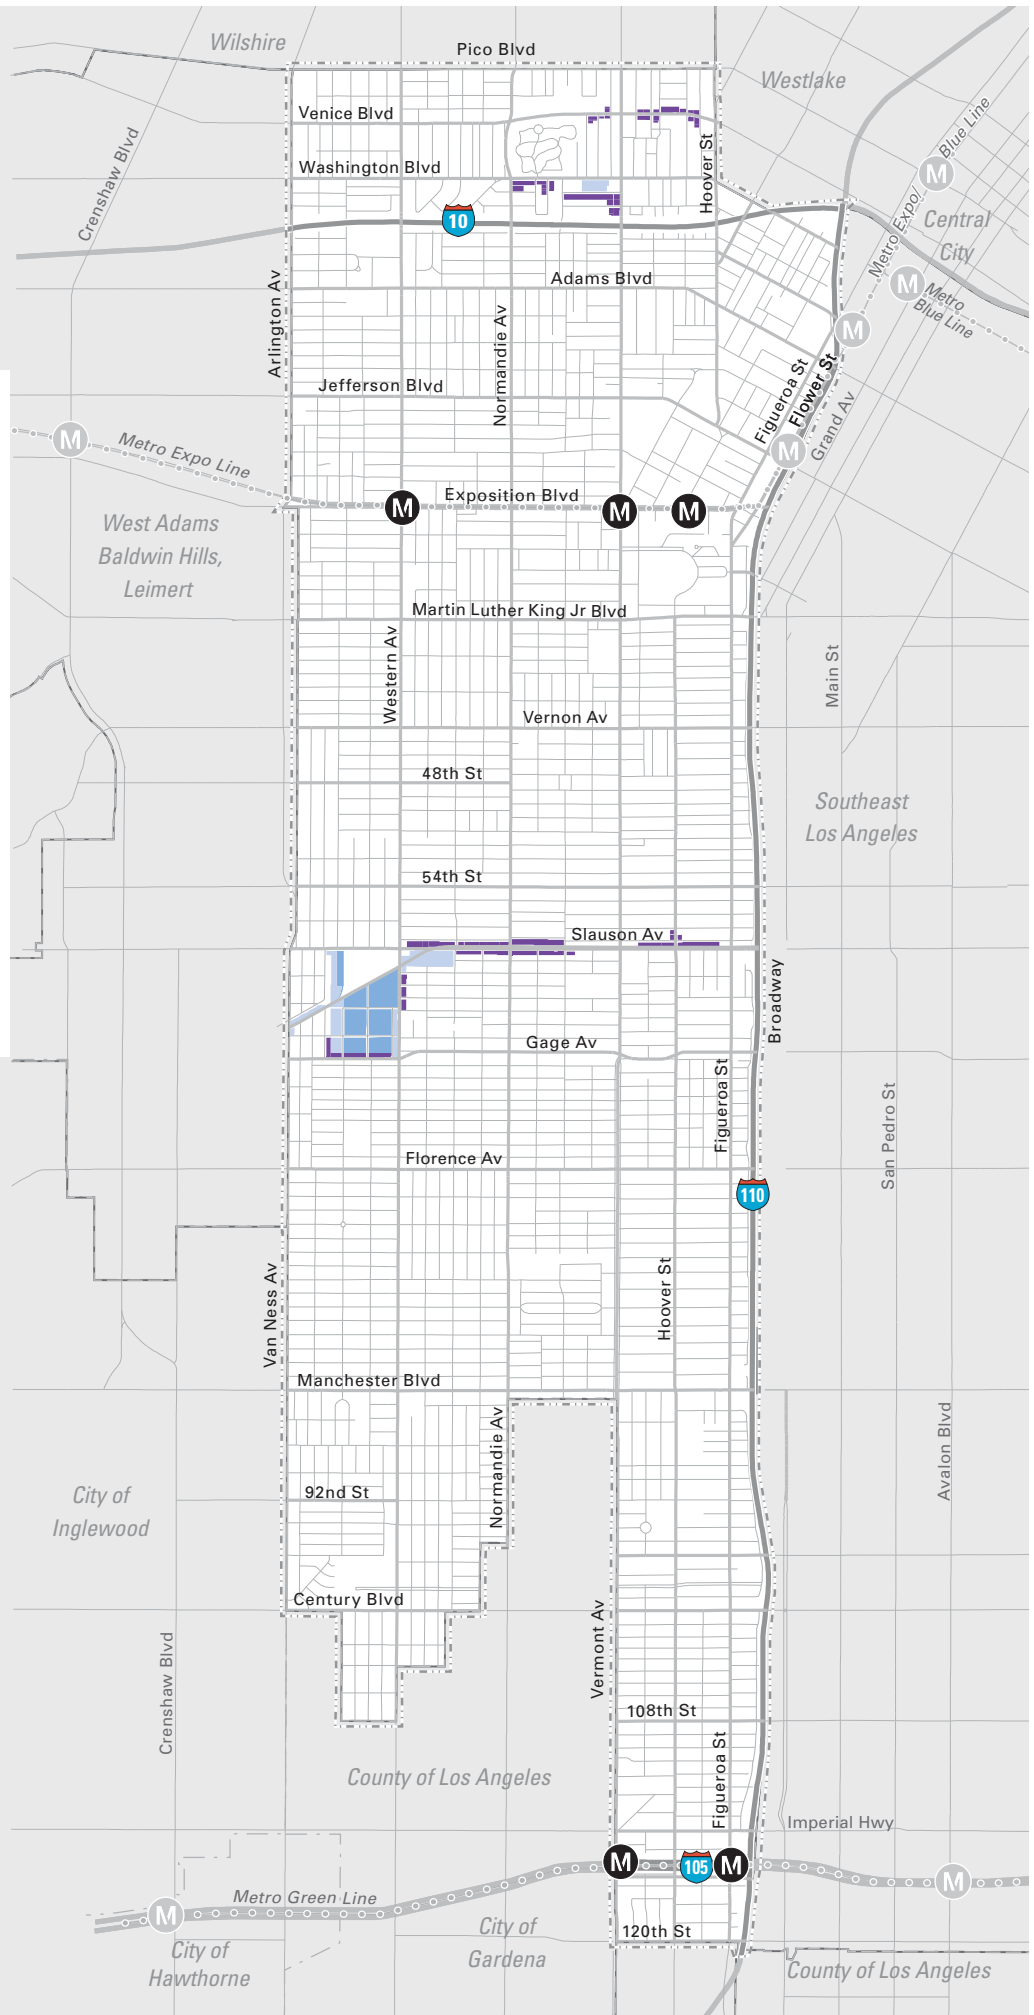 Wilshire
Pico Blvd
Westlake
Venice Blvd
Blue Line
Crenshaw Blvd
Washington Blvd
Hoover St
M
Metro Expo/
10
Central
City
Adams Blvd
M
Metro
Blue Line
Arlington Av
Normandie Av
M
Jefferson Blvd
Figueroa St
Flower St
Grand Av
M
Metro Expo Line
M
Exposition Blvd
M
M
M
West Adams
Baldwin Hills,
Leimert
Martin Luther King Jr Blvd
Western Av
Main St
Vernon Av
48th St
Southeast
Los Angeles
54th St
Slauson Av
Broadway
Gage Av
Figueroa St
San Pedro St
Florence Av
110
Van Ness Av
Hoover St
Manchester Blvd
Normandie Av
Avalon Blvd
City of
Inglewood
92nd St
Century Blvd
Vermont Av
Crenshaw Blvd
108th St
Figueroa St
County of Los Angeles
Imperial Hwy
M
105
M
M
Metro Green Line
M
City of
Gardena
120th St
City of
Hawthorne
County of Los Angeles